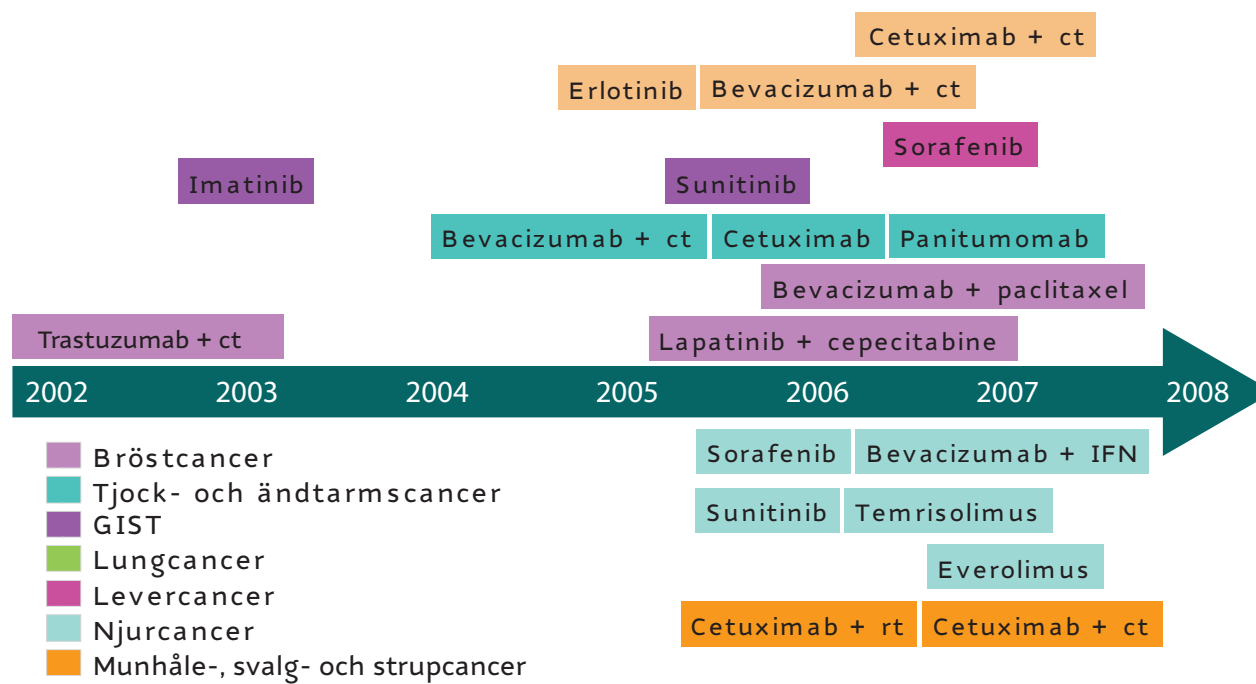 Cetuximab + ct
Erlotinib
Bevacizumab + ct
Sorafenib
Imatinib
Sunitinib
Bevacizumab + ct
Cetuximab
Panitumomab
Bevacizumab + paclitaxel
Trastuzumab + ct
Lapatinib + cepecitabine
2002 2003 2004 2005 2006 2007 2008
Sorafenib
Bevacizumab + IFN
Sunitinib
Temrisolimus
Everolimus
Cetuximab + rt
Cetuximab + ct
Bröstcancer
Tjock- och ändtarmscancer
GIST
Lungcancer
Levercancer
Njurcancer
Munhåle-, svalg- och strupcancer